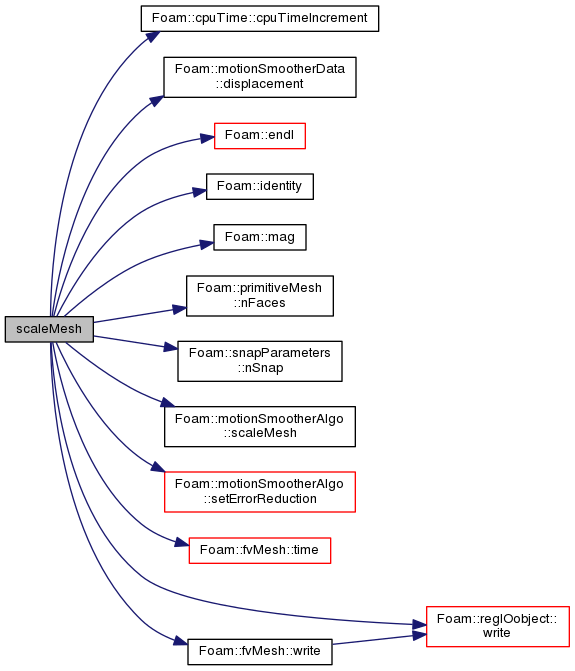 Foam::cpuTime::cpuTimeIncrement
Foam::motionSmootherData
::displacement
Foam::endl
Foam::identity
Foam::mag
Foam::primitiveMesh
::nFaces
scaleMesh
Foam::snapParameters
::nSnap
Foam::motionSmootherAlgo
::scaleMesh
Foam::motionSmootherAlgo
::setErrorReduction
Foam::fvMesh::time
Foam::regIOobject::
write
Foam::fvMesh::write